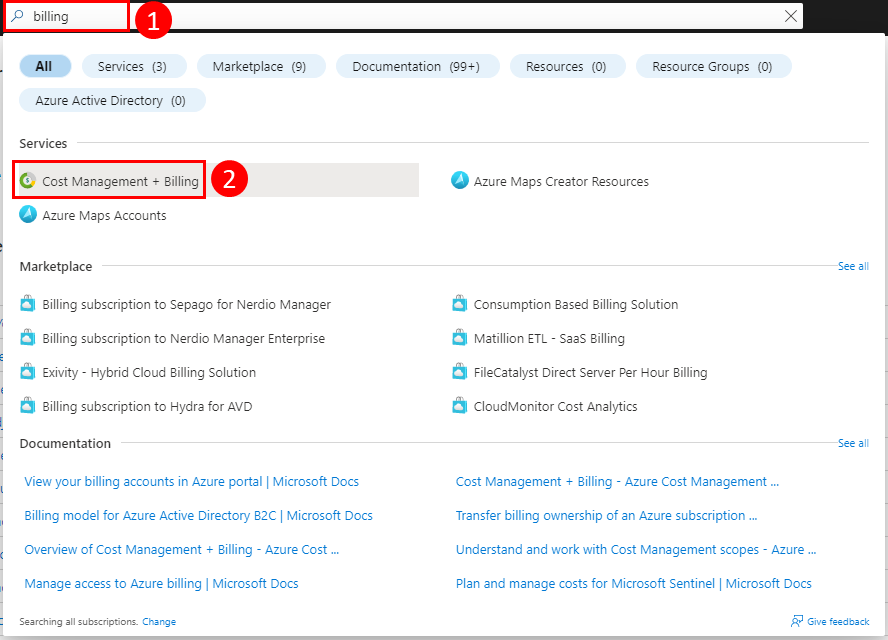 billing
1
All
Services (3)
Marketplace (9)
Documentation (99+)
Resources (0)
Resource Groups (0)
Azure Active Directory (0)
Services
Cost Management + Billing
2
Azure Maps Creator Resources
Azure Maps Accounts
Marketplace
See all
Billing subscription to Sepago for Nerdio Manager
Consumption Based Billing Solution
Billing subscription to Nerdio Manager Enterprise
Matillion ETL - SaaS Billing
Exivity - Hybrid Cloud Billing Solution
FileCatalyst Direct Server Per Hour Billing
Billing subscription to Hydra for AVD
CloudMonitor Cost Analytics
Documentation
See all
View your billing accounts in Azure portal | Microsoft Docs
Cost Management + Billing - Azure Cost Management ...
Billing model for Azure Active Directory B2C | Microsoft Docs
Transfer billing ownership of an Azure subscription ...
Overview of Cost Management + Billing - Azure Cost ...
Understand and work with Cost Management scopes - Azure ...
Manage access to Azure billing | Microsoft Docs
Plan and manage costs for Microsoft Sentinel | Microsoft Docs
Searching all subscriptions. Change
Give feedback